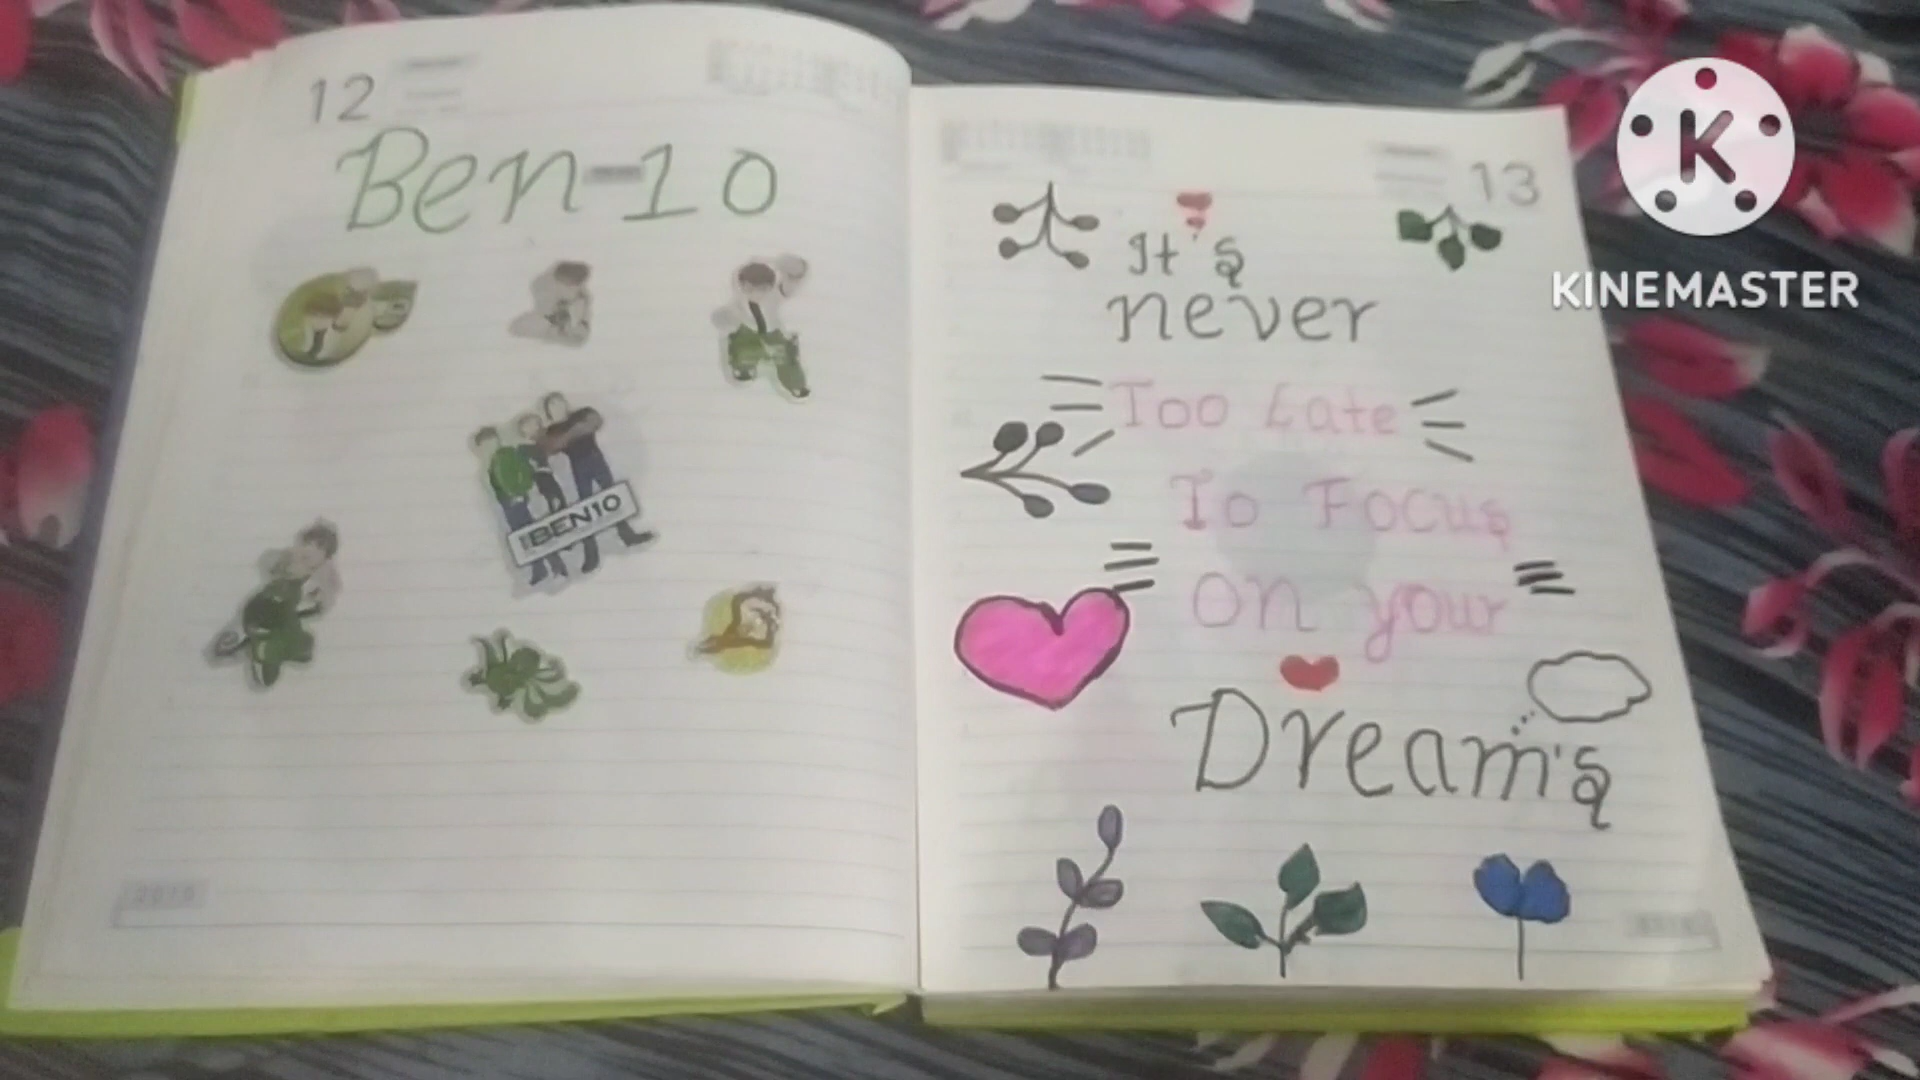 12
Ben-10
BEN10
13
It's
never
Too Late
To Focus
on your
Dream's
K
KINEMASTER